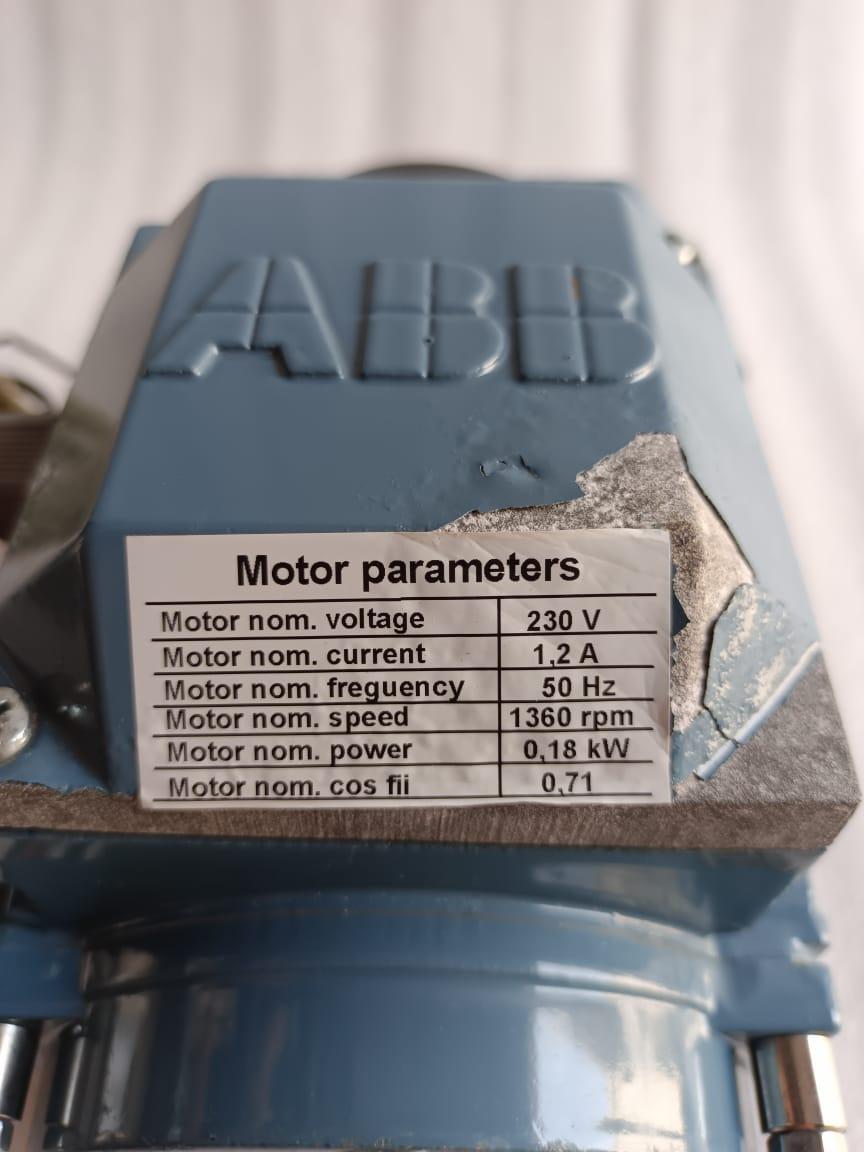 ABB
Motor parameters
Motor nom. voltage 230 V
Motor nom. current 1,2 A
Motor nom. freguency 50 Hz
Motor nom. speed 1360 rpm
Motor nom. power 0,18 kW
Motor nom. cos fii 0,71